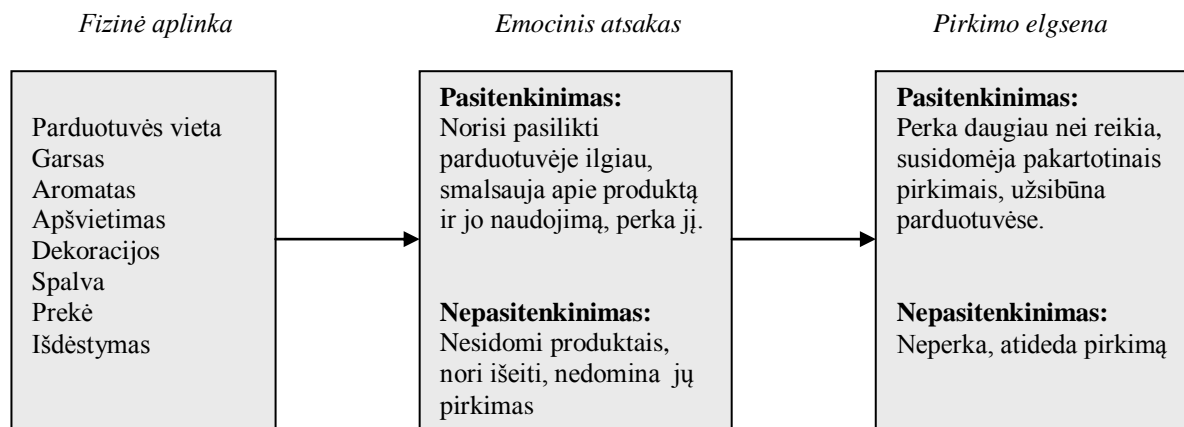 Fizinė aplinka
Emocinis atsakas
Pirkimo elgsena
Parduotuvės vieta
Garsas
Aromatas
Apšvietimas
Dekoracijos
Spalva
Prekė
Išdėstymas
Pasitenkinimas:
Norisi pasilikti
parduotuvėje ilgiau,
smalsauja apie produktą
ir jo naudojimą, perka jį.
Nepasitenkinimas:
Nesidomi produktais,
nori išeiti, nedomina jų
pirkimas
Pasitenkinimas:
Perka daugiau nei reikia,
susidomėja pakartotinais
pirkimais, užsibūna
parduotuvėse.
Nepasitenkinimas:
Neperka, atideda pirkimą